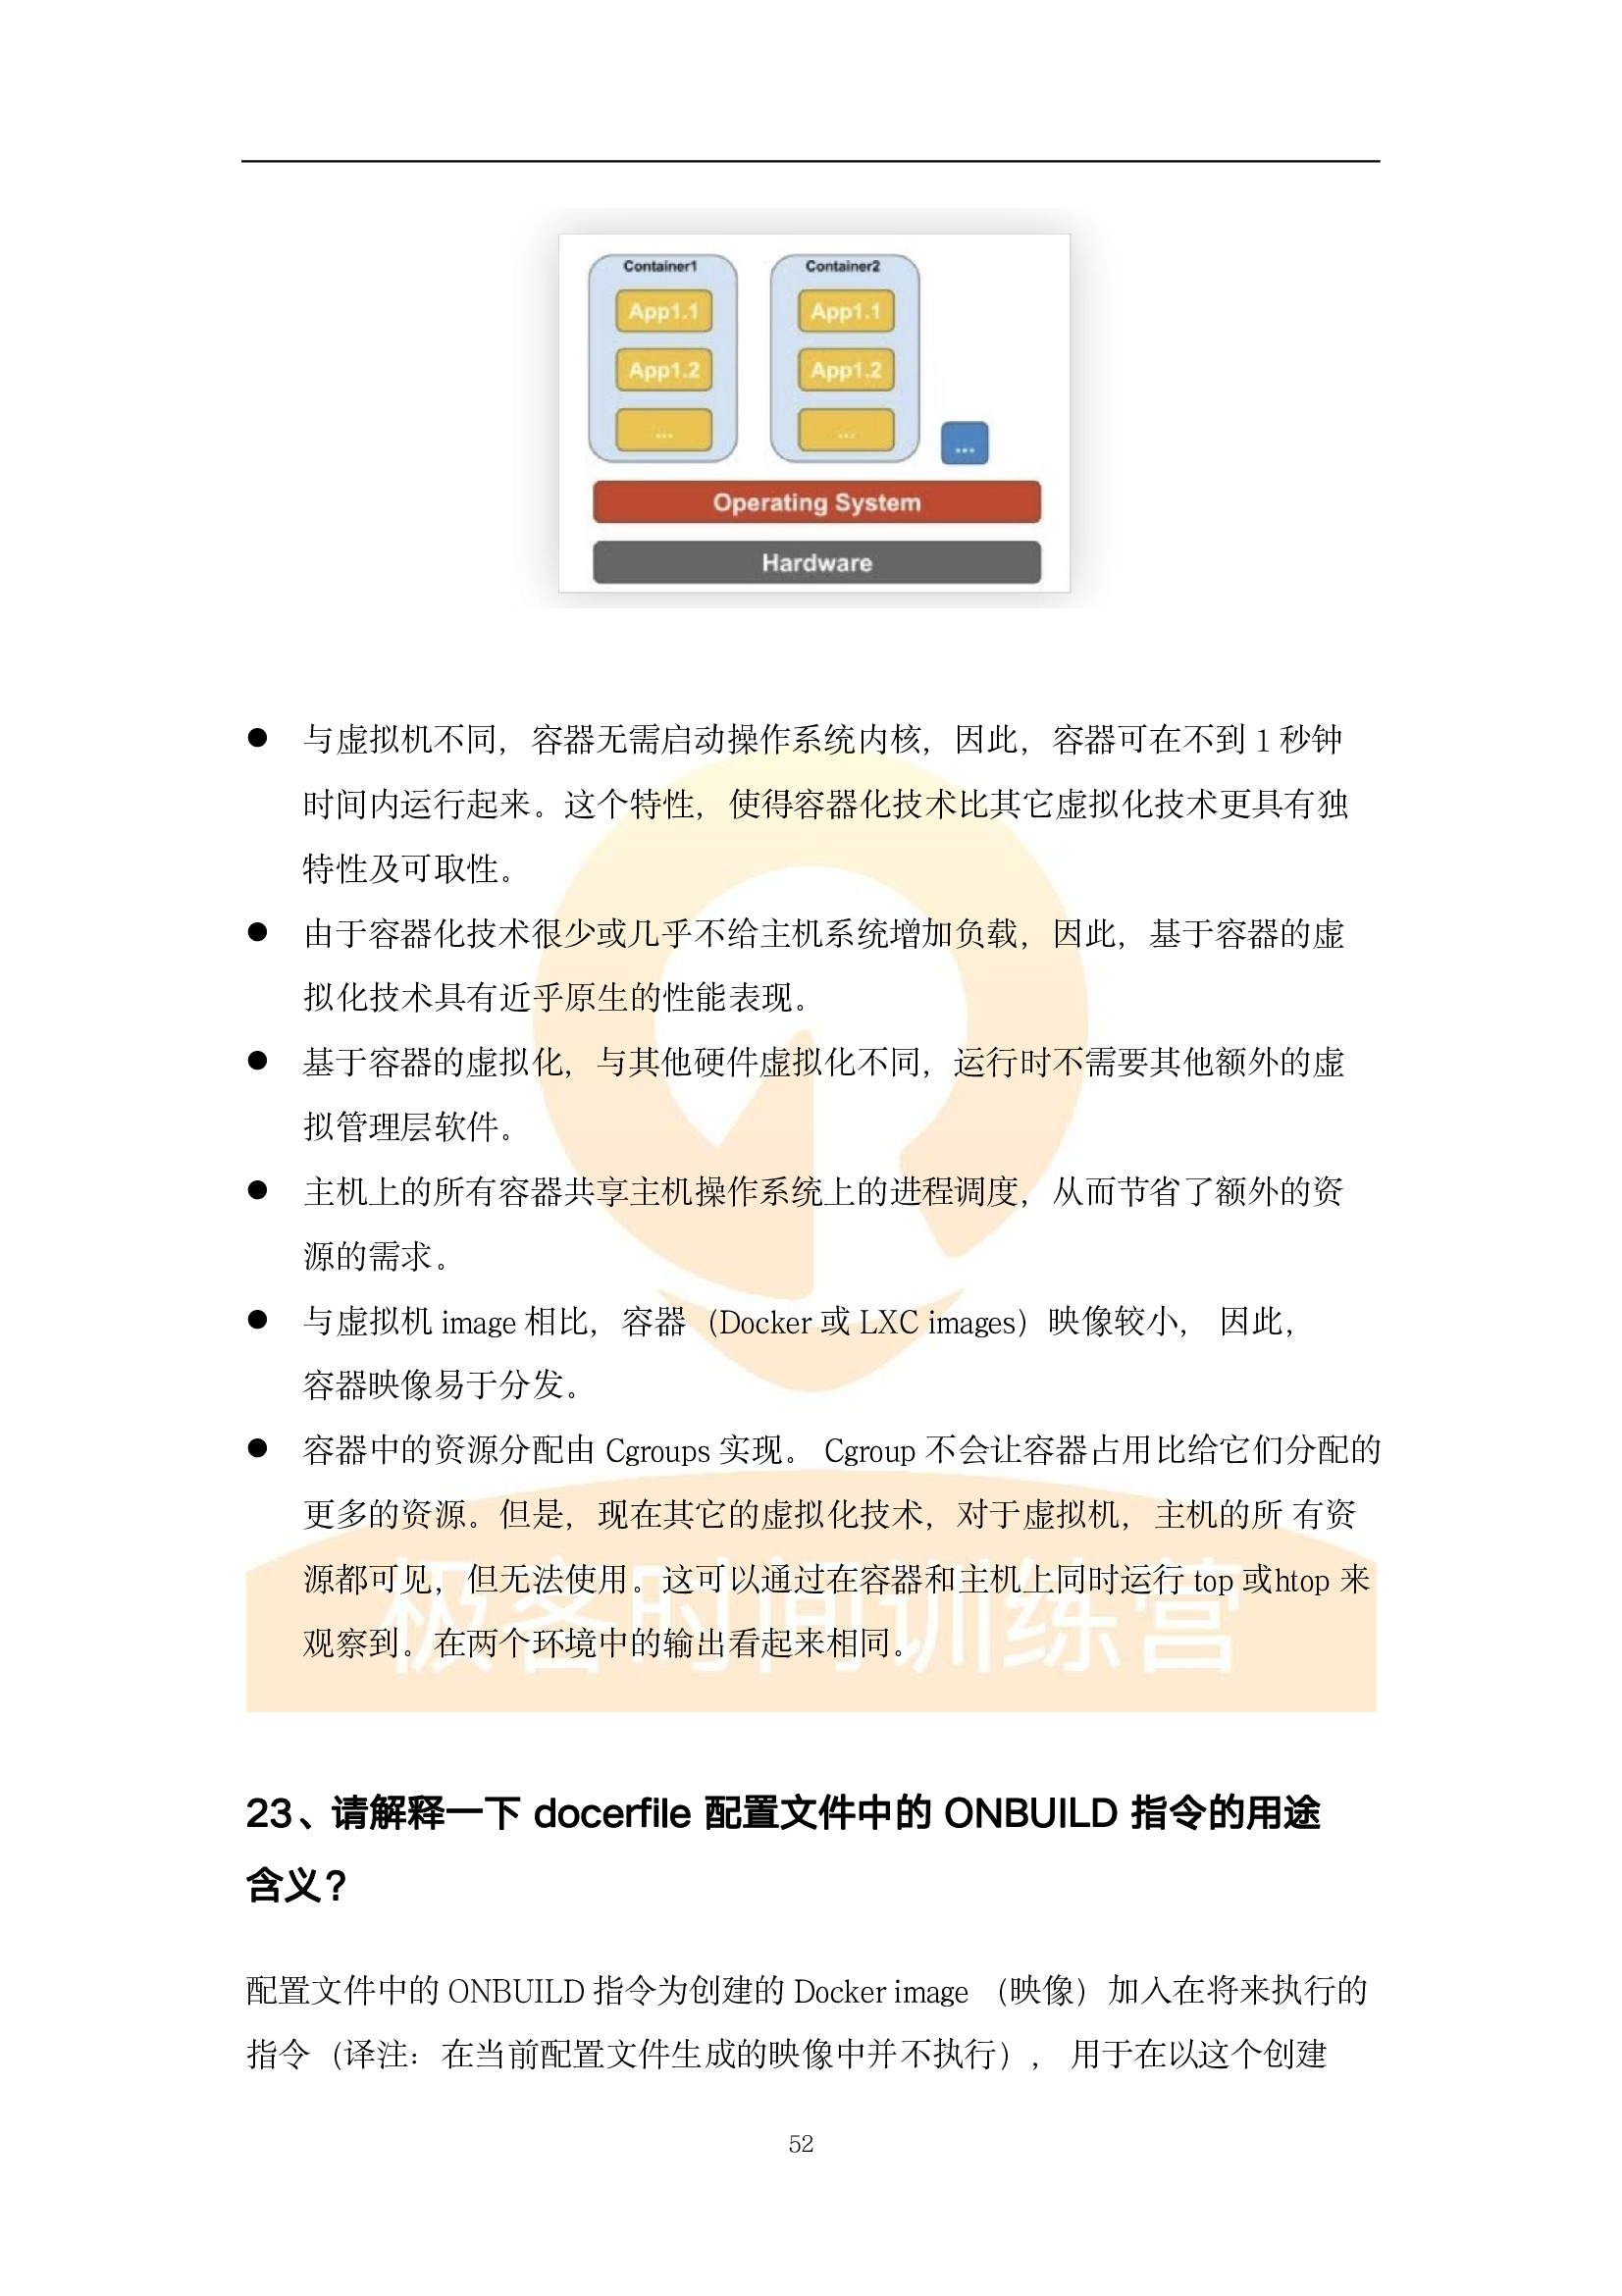 Container1
Container2
App1.1
App1.1
App1.2
App1.2
...
...
...
Operating System
Hardware
● 与虚拟机不同，容器无需启动操作系统内核，因此，容器可在不到 1 秒钟
时间内运行起来。这个特性，使得容器化技术比其它虚拟化技术更具有独
特性及可取性。
● 由于容器化技术很少或几乎不给主机系统增加负载，因此，基于容器的虚
拟化技术具有近乎原生的性能表现。
● 基于容器的虚拟化，与其他硬件虚拟化不同，运行时不需要其他额外的虚
拟管理层软件。
● 主机上的所有容器共享主机操作系统上的进程调度，从而节省了额外的资
源的需求。
● 与虚拟机 image 相比，容器（Docker 或 LXC images）映像较小， 因此，
容器映像易于分发。
● 容器中的资源分配由 Cgroups 实现。 Cgroup 不会让容器占用比给它们分配的
更多的资源。但是，现在其它的虚拟化技术，对于虚拟机，主机的所 有资
源都可见，但无法使用。这可以通过在容器和主机上同时运行 top 或htop 来
观察到。在两个环境中的输出看起来相同。
极客时间训练营
23、请解释一下 docerfile 配置文件中的 ONBUILD 指令的用途
含义？
配置文件中的 ONBUILD 指令为创建的 Docker image （映像）加入在将来执行的
指令（译注：在当前配置文件生成的映像中并不执行）， 用于在以这个创建
52